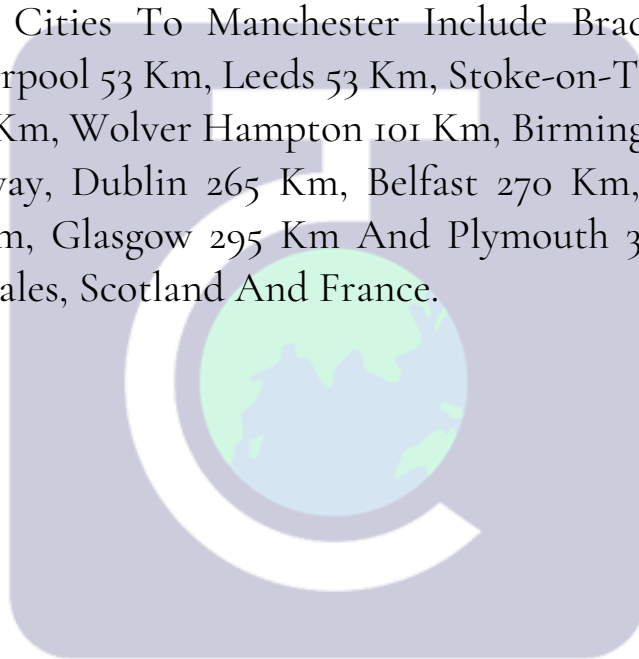 Cities To Manchester Include Brad
rpool 53 Km, Leeds 53 Km, Stoke-on-T
Km, Wolver Hampton 101 Km, Birming
vay, Dublin 265 Km, Belfast 270 Km,
m, Glasgow 295 Km And Plymouth 3
ales, Scotland And France.